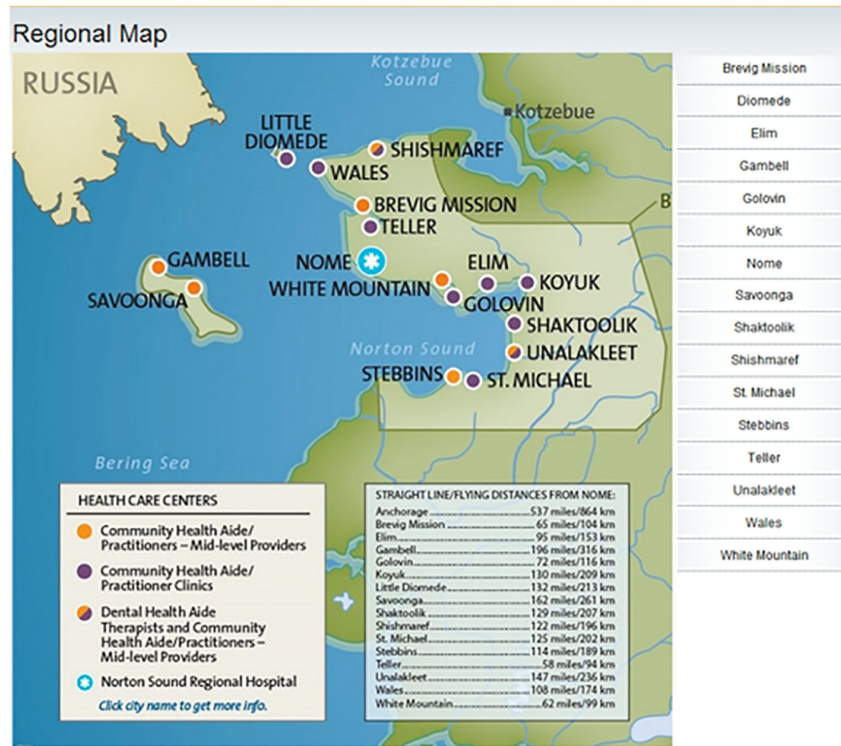 Regional Map
RUSSIA
Kotzebue
Sound
Kotzebue
LITTLE
DIOMEDE
SHISHMAREF
WALES
BREVIG MISSION
B
TELLER
GAMBELL
NOME
ELIM
SAVOONGA
WHITE MOUNTAIN
KOYUK
GOLOVIN
SHAKTOOLIK
Norton Sound
UNALAKLEET
STEBBINS
ST. MICHAEL
Bering Sea
HEALTH CARE CENTERS
Community Health Aide/
Practitioners – Mid-level Providers
Community Health Aide/
Practitioner Clinics
Dental Health Aide
Therapists and Community
Health Aide/Practitioners –
Mid-level Providers
Norton Sound Regional Hospital
Click city name to get more info.
STRAIGHT LINE/FLYING DISTANCES FROM NOME:
Anchorage 537 miles/864 km
Brevig Mission 65 miles/104 km
Elim 95 miles/153 km
Gambell 196 miles/316 km
Golovin 72 miles/116 km
Koyuk 130 miles/209 km
Little Diomede 132 miles/213 km
Savoonga 162 miles/261 km
Shaktoolik 129 miles/207 km
Shishmaref 122 miles/196 km
St. Michael 125 miles/202 km
Stebbins 114 miles/189 km
Teller 58 miles/94 km
Unalakleet 147 miles/236 km
Wales 108 miles/174 km
White Mountain 62 miles/99 km
Brevig Mission
Diomede
Elim
Gambell
Golovin
Koyuk
Nome
Savoonga
Shaktoolik
Shishmaref
St. Michael
Stebbins
Teller
Unalakleet
Wales
White Mountain